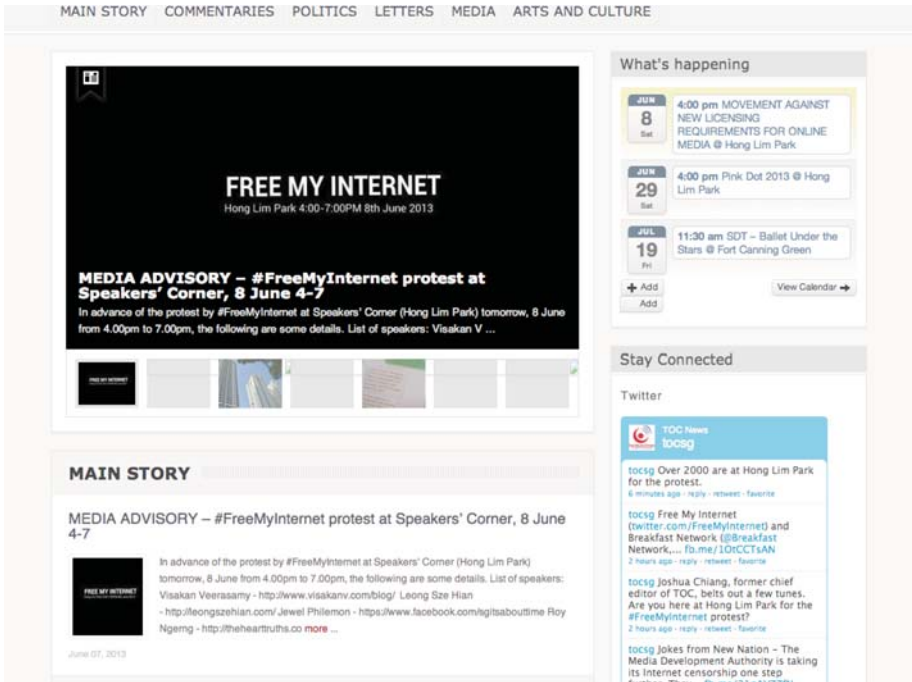 MAIN STORY COMMENTARIES POLITICS LETTERS MEDIA ARTS AND CULTURE
FREE MY INTERNET
Hong Lim Park 4:00-7:00PM 8th June 2013
MEDIA ADVISORY – #FreeMyInternet protest at
Speakers' Corner, 8 June 4-7
In advance of the protest by #FreeMyInternet at Speakers' Corner (Hong Lim Park) tomorrow, 8 June
from 4.00pm to 7.00pm, the following are some details. List of speakers: Visakan V ...
FREE MY INTERNET
MAIN STORY
MEDIA ADVISORY – #FreeMyInternet protest at Speakers' Corner, 8 June
4-7
FREE MY INTERNET
In advance of the protest by #FreeMyInternet at Speakers' Corner (Hong Lim Park)
tomorrow, 8 June from 4.00pm to 7.00pm, the following are some details. List of speakers:
Visakan Veerasamy - http://www.visakanv.com/blog/ Leong Sze Hian
- http://leongszehian.com/ Jewel Philemon - https://www.facebook.com/sgitsabouttime Roy
Ngerng - http://thehearttruths.co more ...
June 07, 2013
What's happening
JUN
8
Sat
4:00 pm MOVEMENT AGAINST
NEW LICENSING
REQUIREMENTS FOR ONLINE
MEDIA @ Hong Lim Park
JUN
29
Sat
4:00 pm Pink Dot 2013 @ Hong
Lim Park
JUL
19
Fri
11:30 am SDT – Ballet Under the
Stars @ Fort Canning Green
+ Add
View Calendar →
Add
Stay Connected
Twitter
TOC News
tocsg
tocsg Over 2000 are at Hong Lim Park
for the protest.
6 minutes ago · reply · retweet · favorite
tocsg Free My Internet
(twitter.com/FreeMyInternet) and
Breakfast Network (@Breakfast
Network,... fb.me/1OtCCTsAN
2 hours ago · reply · retweet · favorite
tocsg Joshua Chiang, former chief
editor of TOC, belts out a few tunes.
Are you here at Hong Lim Park for the
#FreeMyInternet protest?
2 hours ago · reply · retweet · favorite
tocsg Jokes from New Nation – The
Media Development Authority is taking
its Internet censorship one step